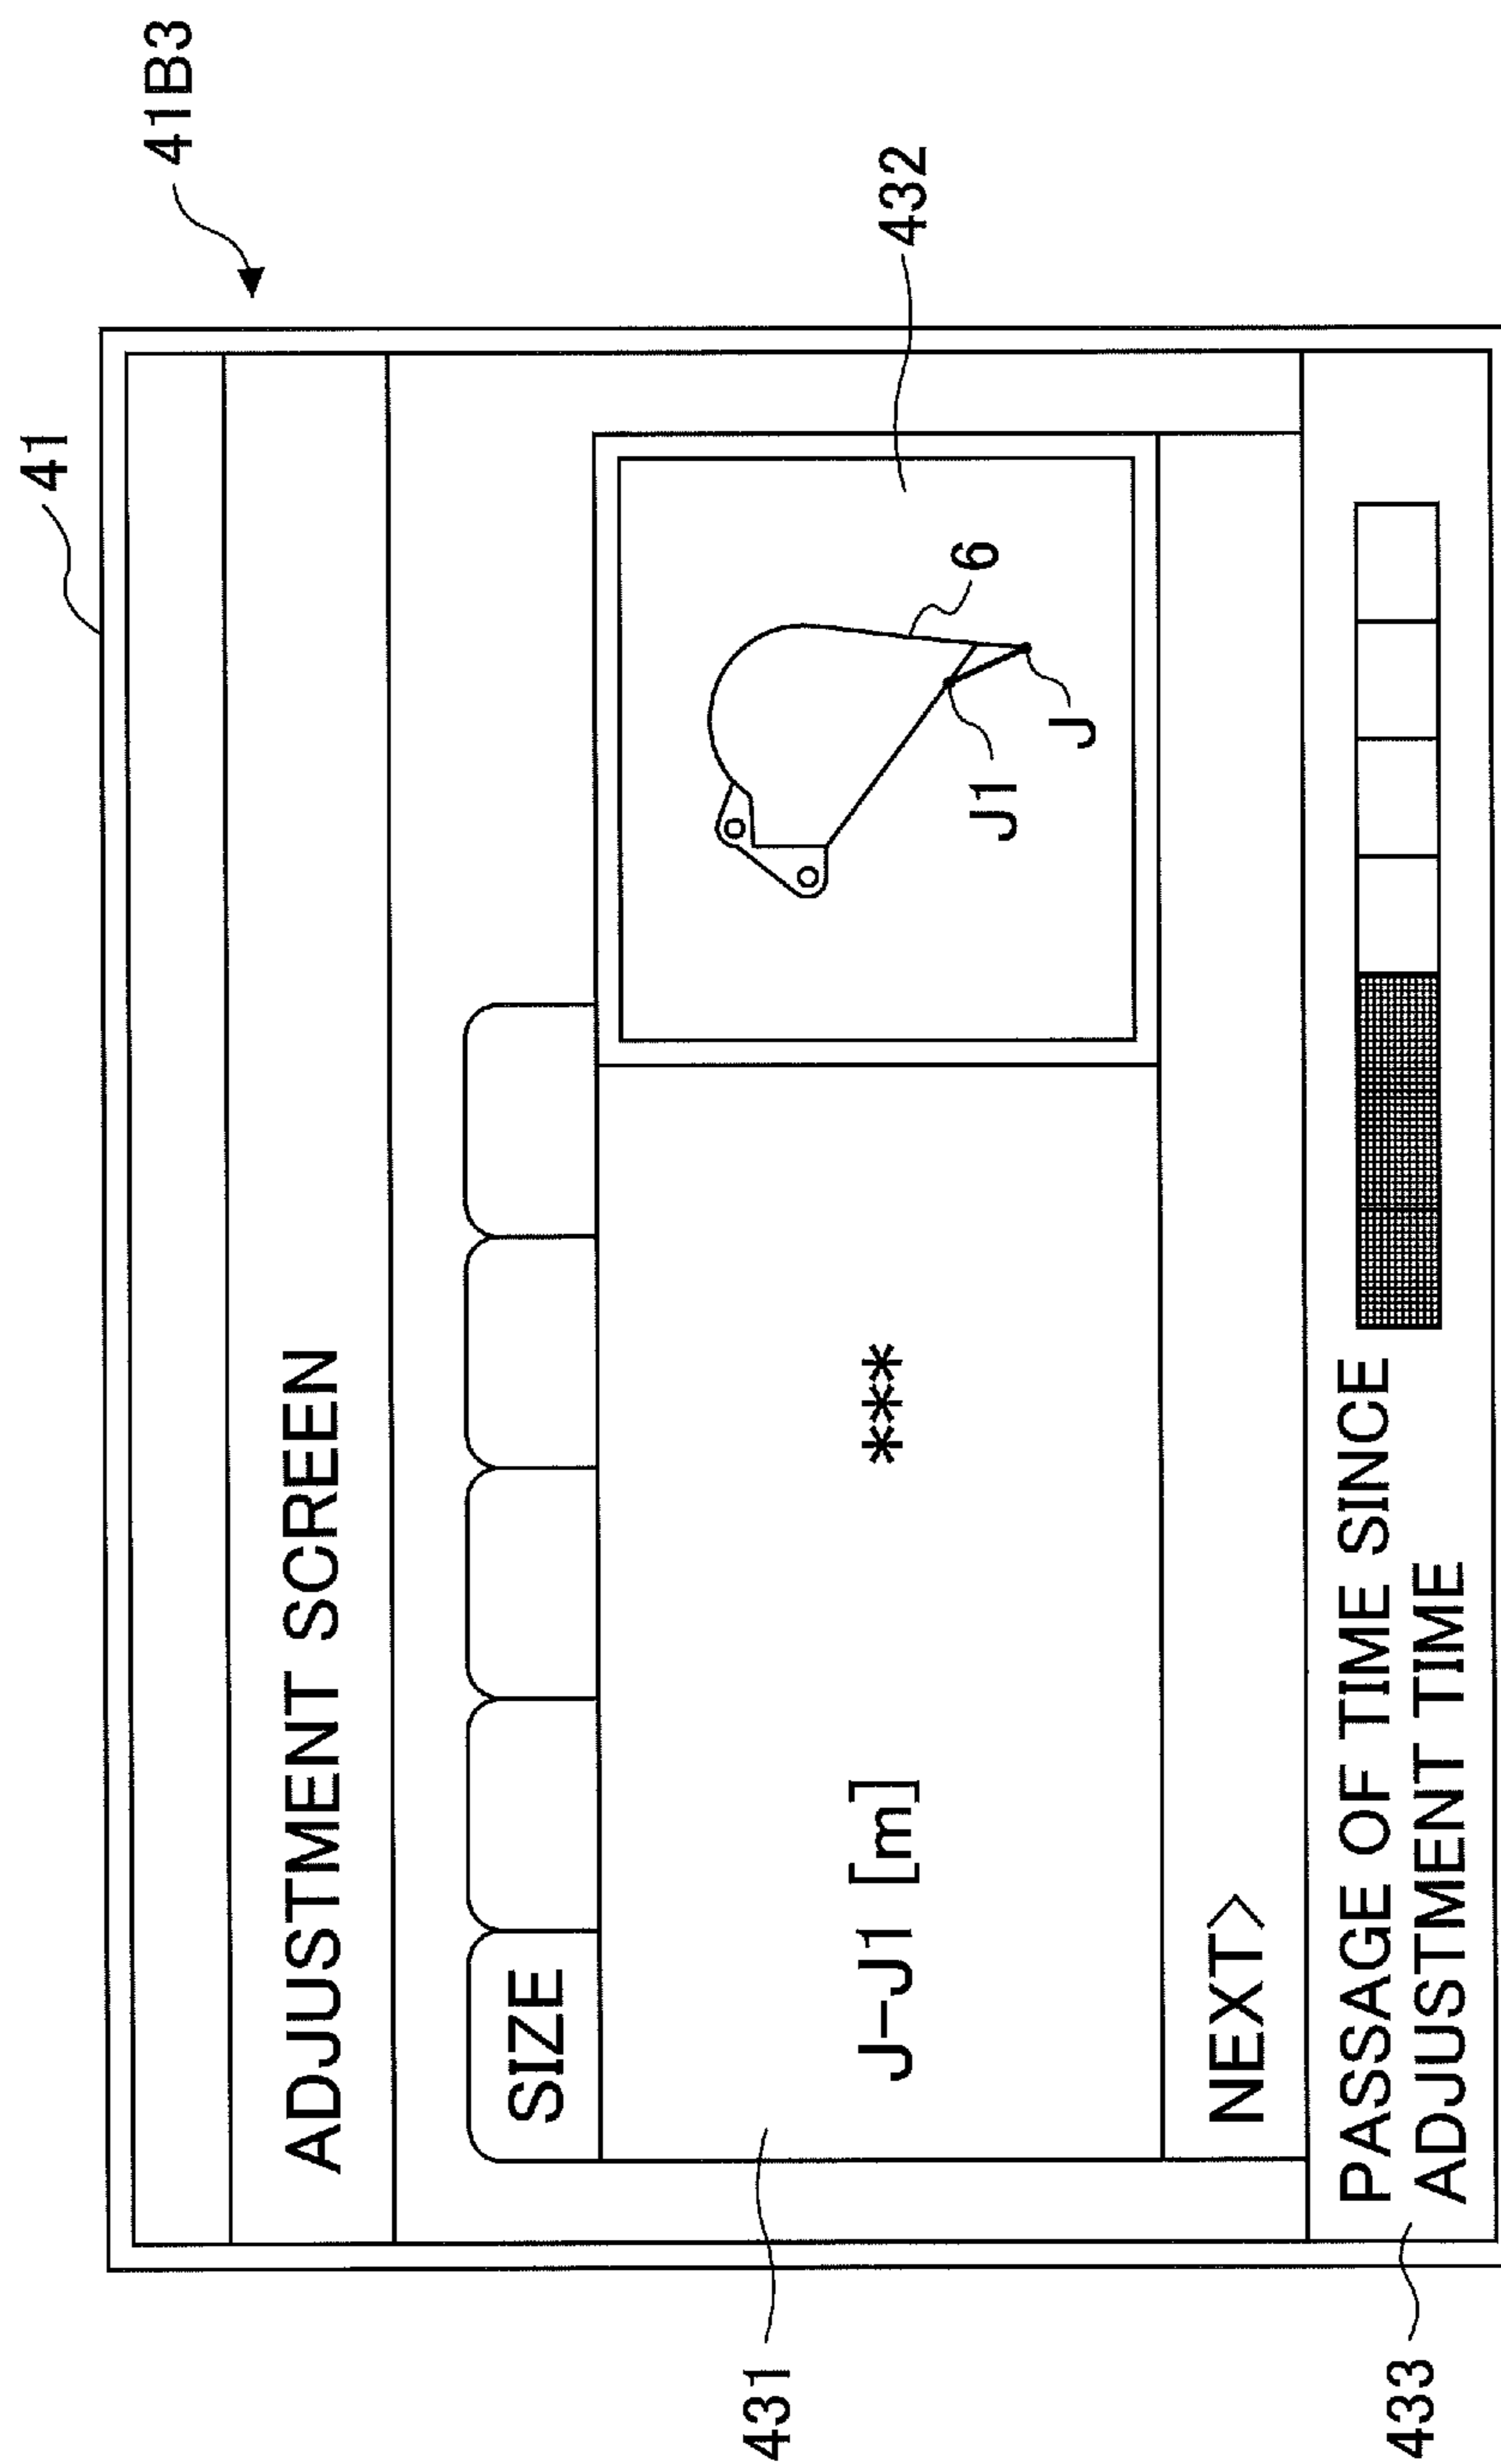 41
41B3
ADJUSTMENT SCREEN
SIZE
431
J-J1 [m]
***
432
6
J1
J
NEXT>
433
PASSAGE OF TIME SINCE
ADJUSTMENT TIME